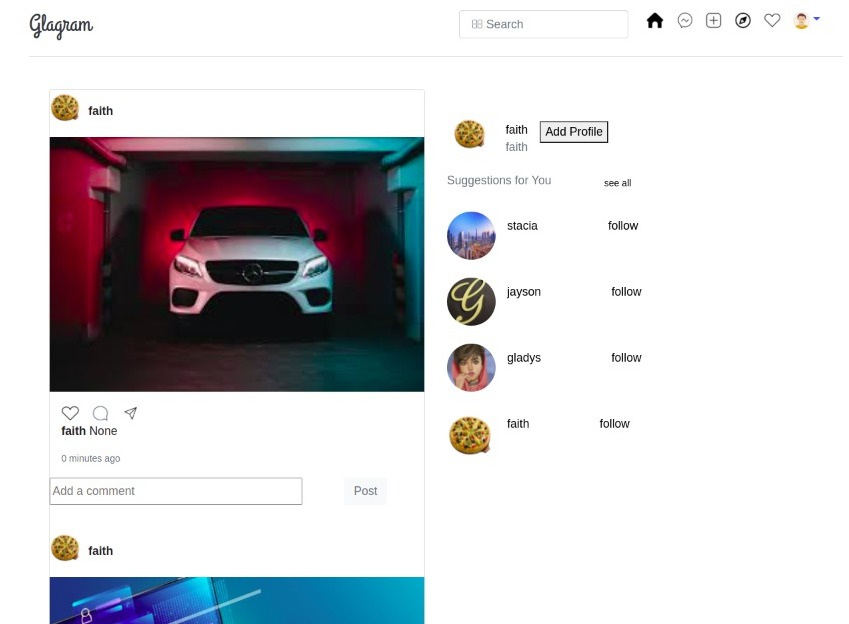 Glagram
Search
faith
faith None
0 minutes ago
Add a comment
Post
faith
faith
Add Profile
faith
Suggestions for You
see all
stacia
follow
jayson
follow
gladys
follow
faith
follow